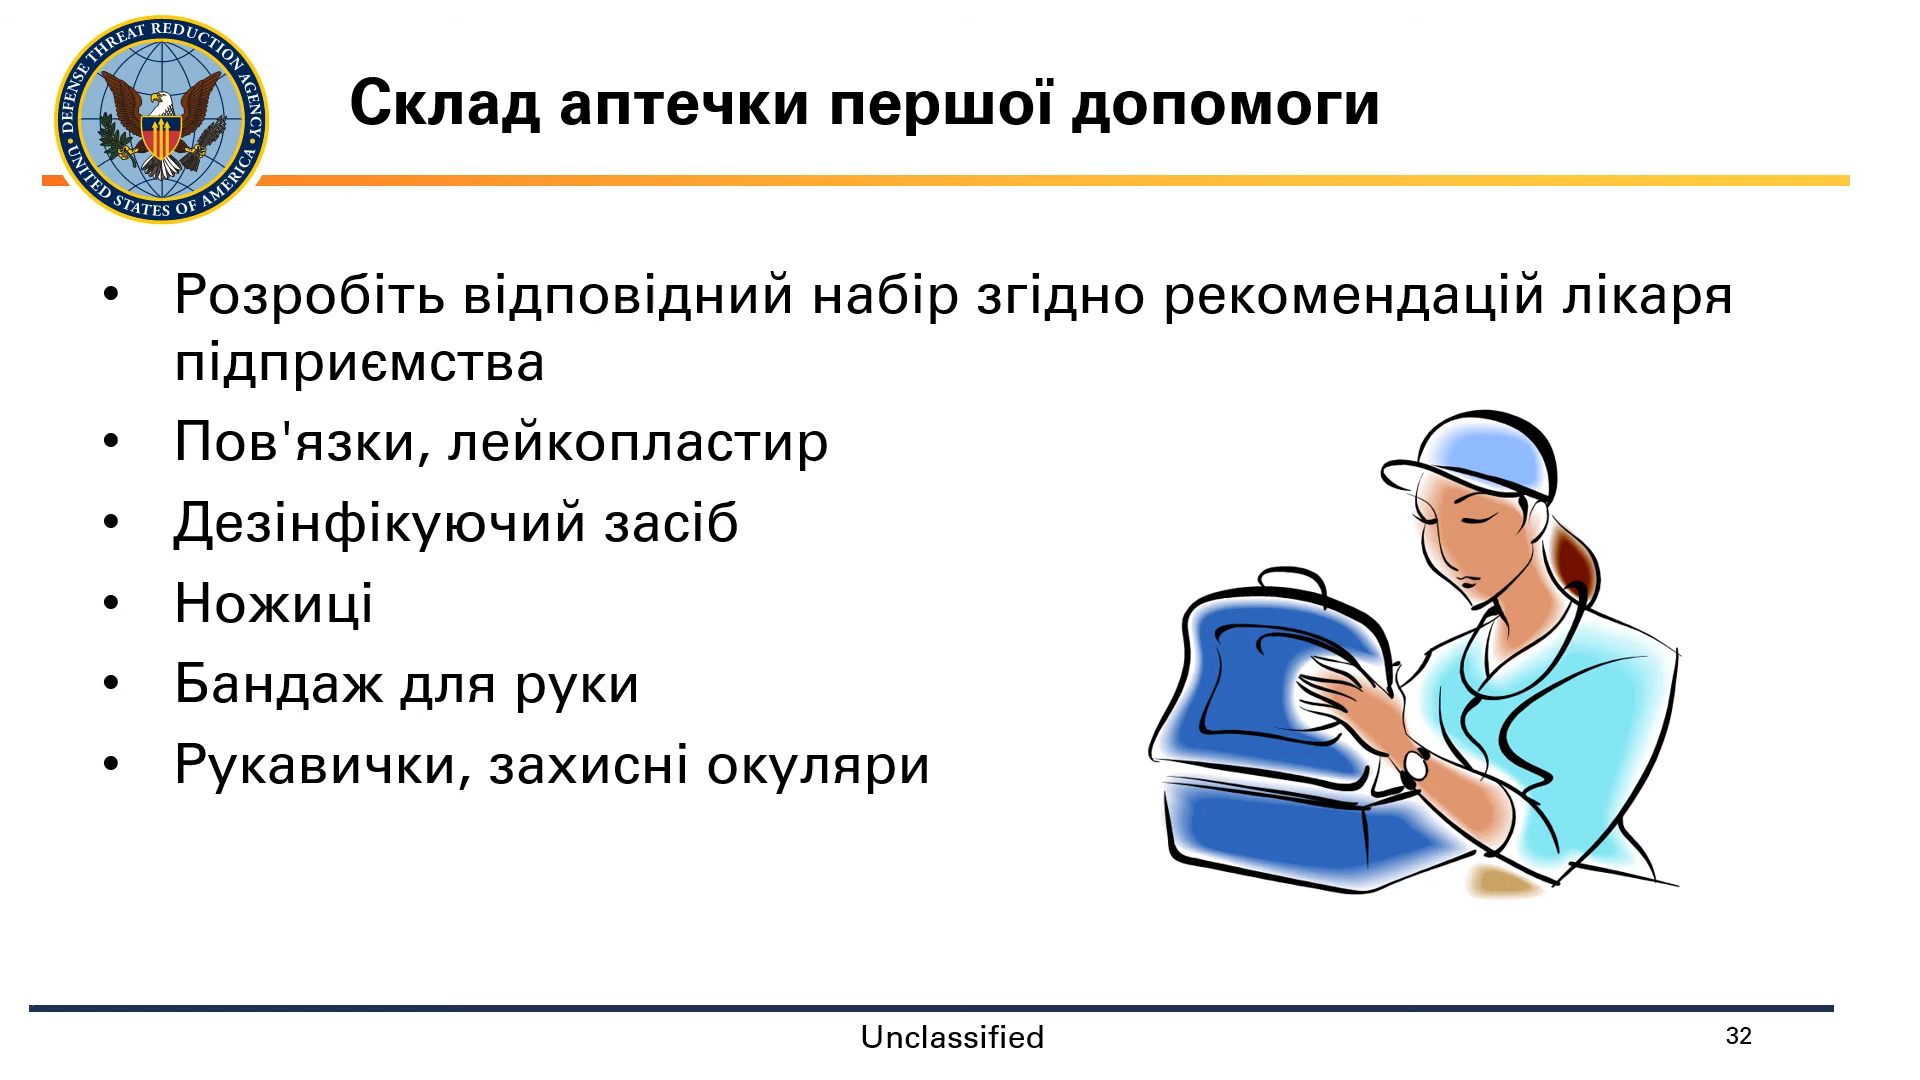 DEFENSE THREAT REDUCTION AGENCY
UNITED STATES OF AMERICA
Склад аптечки першої допомоги
• Розробіть відповідний набір згідно рекомендацій лікаря
підприємства
• Пов'язки, лейкопластир
• Дезінфікуючий засіб
• Ножиці
• Бандаж для руки
• Рукавички, захисні окуляри
Unclassified
32